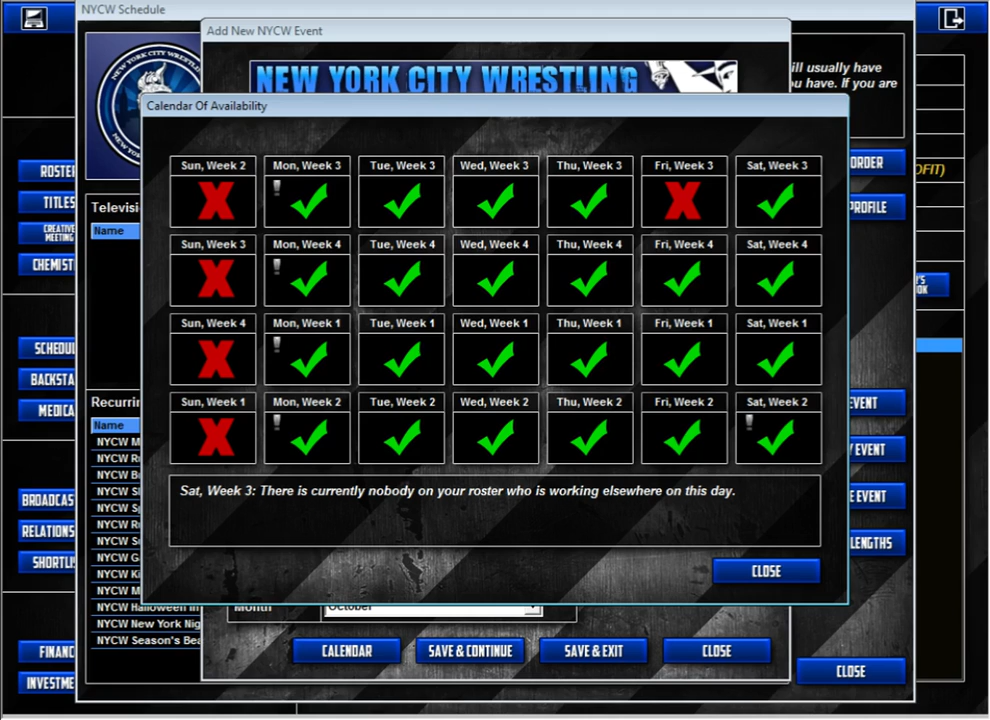 NYCW Schedule
Add New NYCW Event
NEW YORK CITY WRESTLING
ill usually have
ou have. If you are
Calendar Of Availability
NEW YORK CITY WRESTLI
ORDER
OFIT)
PROFILE
ROSTER
TITLES
CREATIVE
MEETING
CHEMIST
Televisi
Name
Sun, Week 2 Mon, Week 3 Tue, Week 3 Wed, Week 3 Thu, Week 3 Fri, Week 3 Sat, Week 3
Sun, Week 3 Mon, Week 4 Tue, Week 4 Wed, Week 4 Thu, Week 4 Fri, Week 4 Sat, Week 4
Sun, Week 4 Mon, Week 1 Tue, Week 1 Wed, Week 1 Thu, Week 1 Fri, Week 1 Sat, Week 1
Sun, Week 1 Mon, Week 2 Tue, Week 2 Wed, Week 2 Thu, Week 2 Fri, Week 2 Sat, Week 2
SCHEDUL
BACKSTA
MEDICA
Recurrin
Name
NYCW M
NYCW R
NYCW B
NYCW S
NYCW S
NYCW R
NYCW S
NYCW G
NYCW Ki
NYCW M
NYCW Halloween In
NYCW New York Nig
NYCW Season's Bea
EVENT
Y EVENT
E EVENT
LENGTHS
Sat, Week 3: There is currently nobody on your roster who is working elsewhere on this day.
CLOSE
BROADCAS
RELATIONS
SHORTLI
Month October
CALENDAR SAVE & CONTINUE SAVE & EXIT CLOSE
CLOSE
FINANC
INVESTME